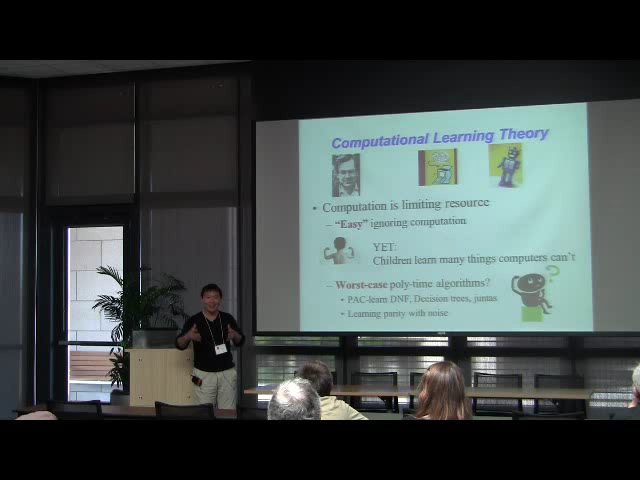 Computational Learning Theory
• Computation is limiting resource
– “Easy” ignoring computation
YET:
Children learn many things computers can’t
– Worst-case poly-time algorithms?
• PAC-learn DNF, Decision trees, juntas
• Learning parity with noise